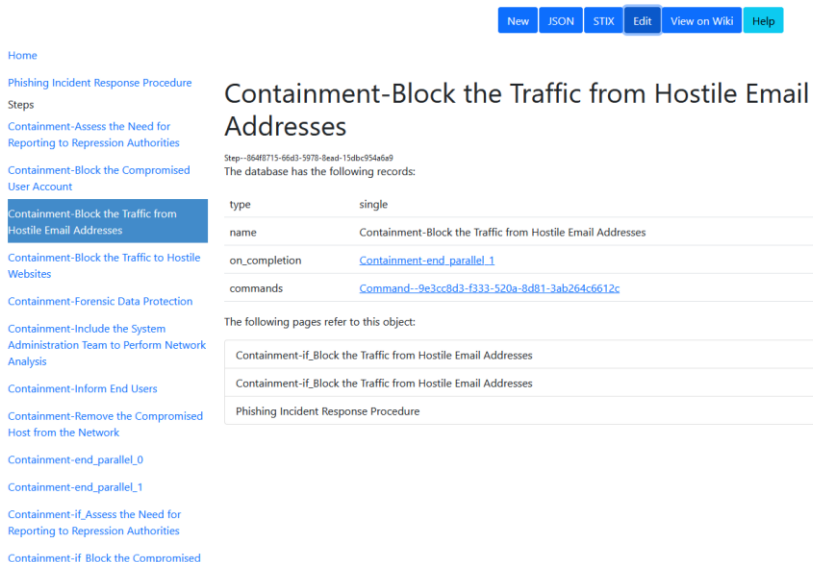 New JSON STIX Edit View on Wiki Help
Home
Phishing Incident Response Procedure
Steps
Containment-Assess the Need for
Reporting to Repression Authorities
Containment-Block the Compromised
User Account
Containment-Block the Traffic from
Hostile Email Addresses
Containment-Block the Traffic to Hostile
Websites
Containment-Forensic Data Protection
Containment-Include the System
Administration Team to Perform Network
Analysis
Containment-Inform End Users
Containment-Remove the Compromised
Host from the Network
Containment-end_parallel_0
Containment-end_parallel_1
Containment-if_Assess the Need for
Reporting to Repression Authorities
Containment-if_Block the Compromised
Containment-Block the Traffic from Hostile Email
Addresses
Step--864f8715-66d3-5978-8ead-15dbc954a6a9
The database has the following records:
type single
name Containment-Block the Traffic from Hostile Email Addresses
on_completion Containment-end_parallel_1
commands Command--9e3cc8d3-f333-520a-8d81-3ab264c6612c
The following pages refer to this object:
Containment-if_Block the Traffic from Hostile Email Addresses
Containment-if_Block the Traffic from Hostile Email Addresses
Phishing Incident Response Procedure